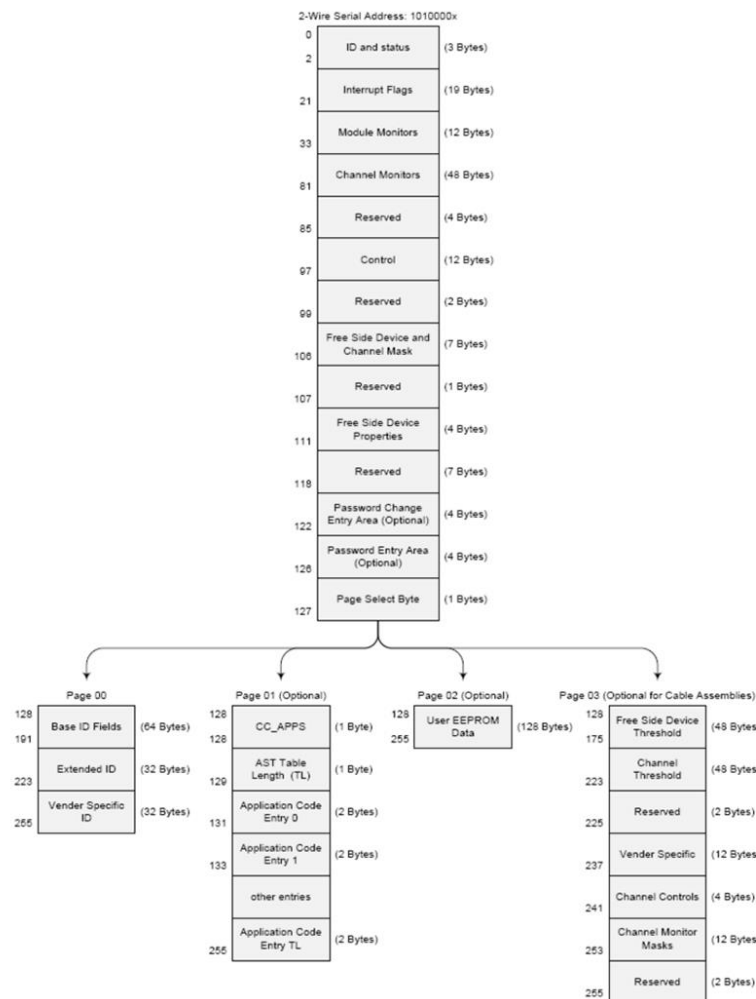 2-Wire Serial Address: 1010000x
0
ID and status (3 Bytes)
2
Interrupt Flags (19 Bytes)
21
Module Monitors (12 Bytes)
33
Channel Monitors (48 Bytes)
81
Reserved (4 Bytes)
85
Control (12 Bytes)
97
Reserved (2 Bytes)
99
Free Side Device and
Channel Mask
(7 Bytes)
106
Reserved (1 Bytes)
107
Free Side Device
Properties
(4 Bytes)
111
Reserved (7 Bytes)
118
Password Change
Entry Area (Optional)
(4 Bytes)
122
Password Entry Area
(Optional)
(4 Bytes)
126
Page Select Byte (1 Bytes)
127
Page 00
128
Base ID Fields (64 Bytes)
191
Extended ID (32 Bytes)
223
Vender Specific
ID
(32 Bytes)
255
Page 01 (Optional)
128
CC_APPS (1 Byte)
128
AST Table
Length (TL)
(1 Byte)
129
Application Code
Entry 0
(2 Bytes)
131
Application Code
Entry 1
(2 Bytes)
133
other entries
Application Code
Entry TL
(2 Bytes)
255
Page 02 (Optional)
128
User EEPROM
Data
(128 Bytes)
255
Page 03 (Optional for Cable Assemblies)
128
Free Side Device
Threshold
(48 Bytes
175
Channel
Threshold
(48 Bytes
223
Reserved (2 Bytes)
225
Vender Specific (12 Bytes
237
Channel Controls (4 Bytes)
241
Channel Monitor
Masks
(12 Bytes
253
Reserved (2 Bytes)
255